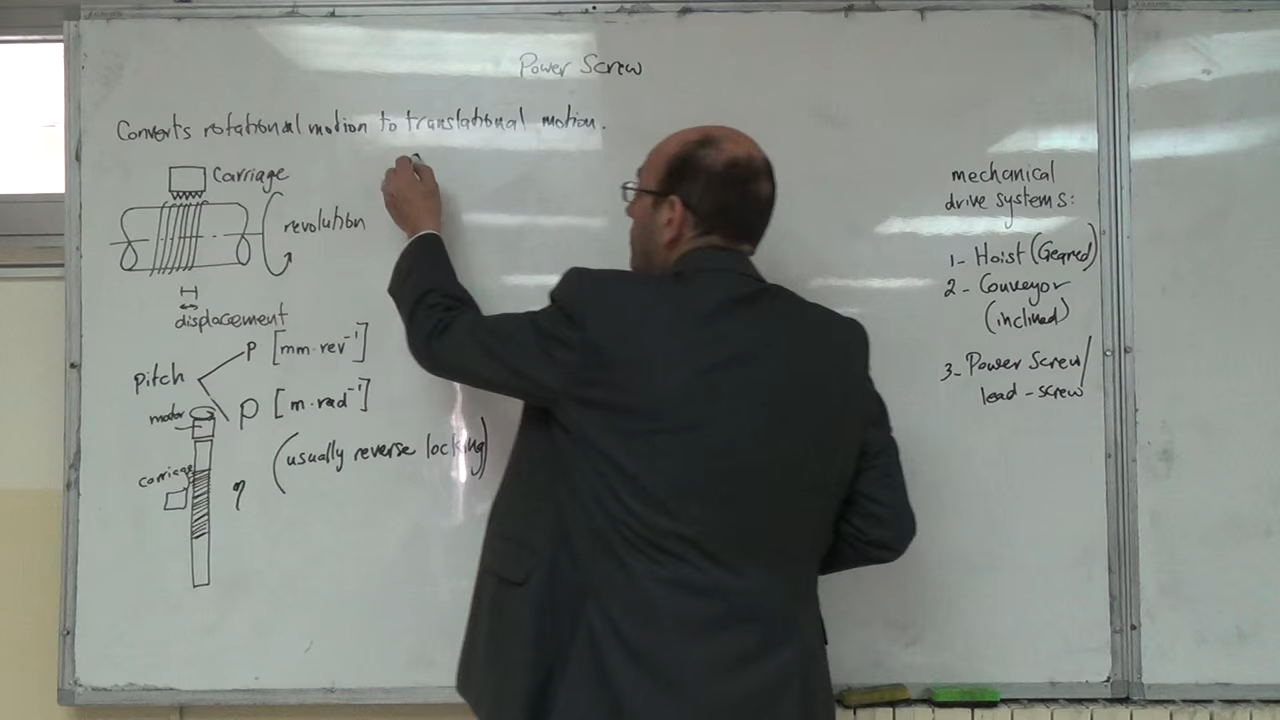 Power Screw
Converts rotational motion to translational motion.
Carriage
revolution
displacement
pitch
p [mm·rev⁻¹]
p [m·rad⁻¹]
motor
(usually reverse locking)
carriage
η
mechanical
drive systems:
1- Hoist (Geared)
2- Conveyor
(inclined)
3- Power Screw/
lead-screw